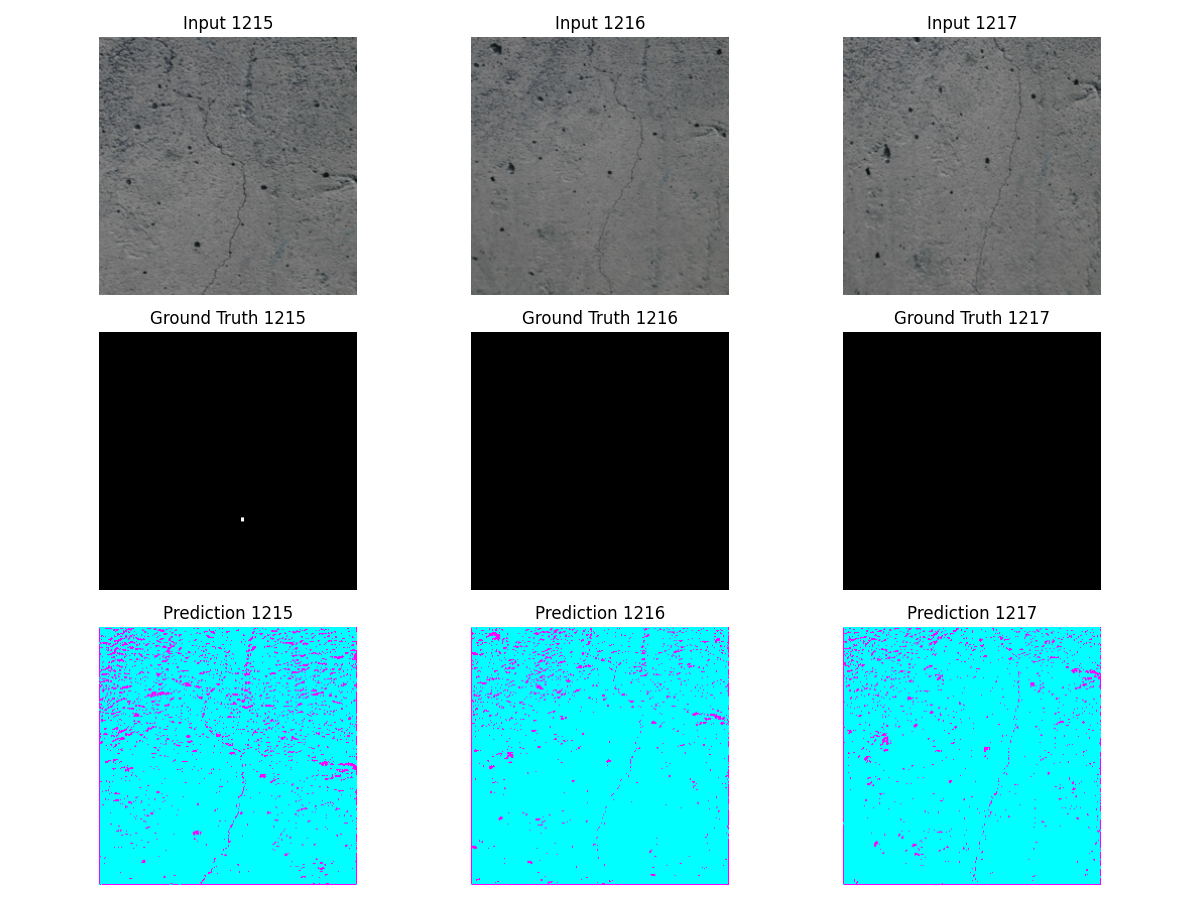 Input 1215
Input 1216
Input 1217
Ground Truth 1215
Ground Truth 1216
Ground Truth 1217
Prediction 1215
Prediction 1216
Prediction 1217